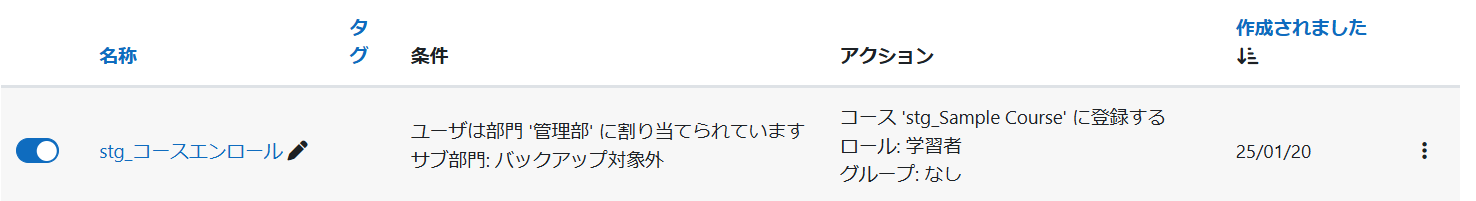 名称
タ
グ
条件
アクション
作成されました
stg_コースエンロール
ユーザは部門 '管理部' に割り当てられています
サブ部門: バックアップ対象外
コース 'stg_Sample Course' に登録する
ロール: 学習者
グループ: なし
25/01/20